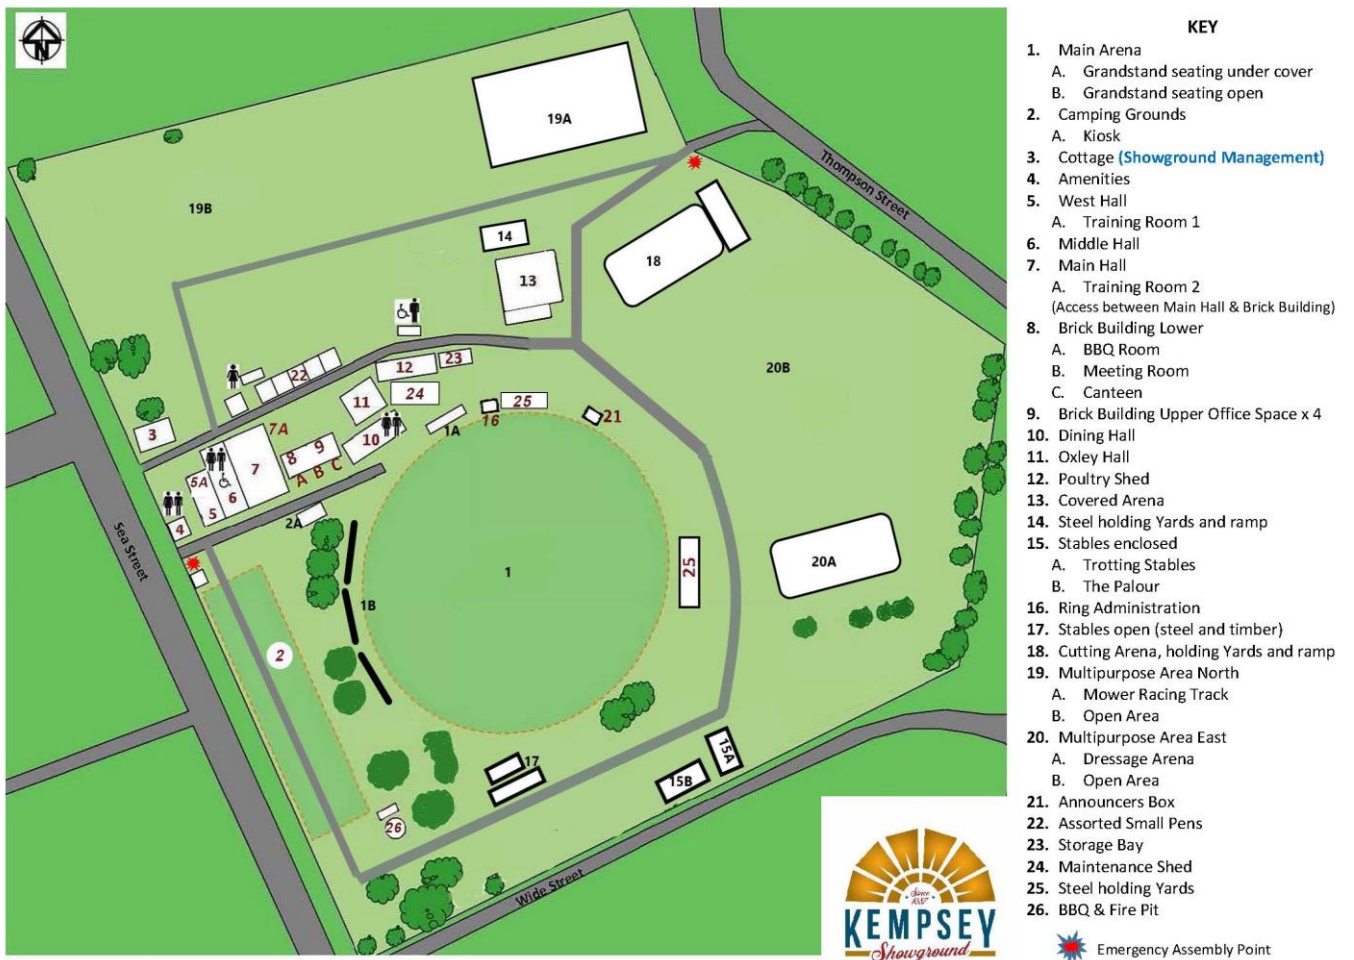 N
19A
19B
Thompson Street
14
18
13
20B
23
12
22
24
11
25
16
21
1A
3
7A
10
9
8
7
A B C
5A
6
5
4
2A
Sea Street
1
1B
25
20A
2
17
15A
15B
26
Wide Street
Since
1887
KEMPSEY
Showground
KEY
1. Main Arena
A. Grandstand seating under cover
B. Grandstand seating open
2. Camping Grounds
A. Kiosk
3. Cottage (Showground Management)
4. Amenities
5. West Hall
A. Training Room 1
6. Middle Hall
7. Main Hall
A. Training Room 2
(Access between Main Hall & Brick Building)
8. Brick Building Lower
A. BBQ Room
B. Meeting Room
C. Canteen
9. Brick Building Upper Office Space x 4
10. Dining Hall
11. Oxley Hall
12. Poultry Shed
13. Covered Arena
14. Steel holding Yards and ramp
15. Stables enclosed
A. Trotting Stables
B. The Palour
16. Ring Administration
17. Stables open (steel and timber)
18. Cutting Arena, holding Yards and ramp
19. Multipurpose Area North
A. Mower Racing Track
B. Open Area
20. Multipurpose Area East
A. Dressage Arena
B. Open Area
21. Announcers Box
22. Assorted Small Pens
23. Storage Bay
24. Maintenance Shed
25. Steel holding Yards
26. BBQ & Fire Pit
Emergency Assembly Point